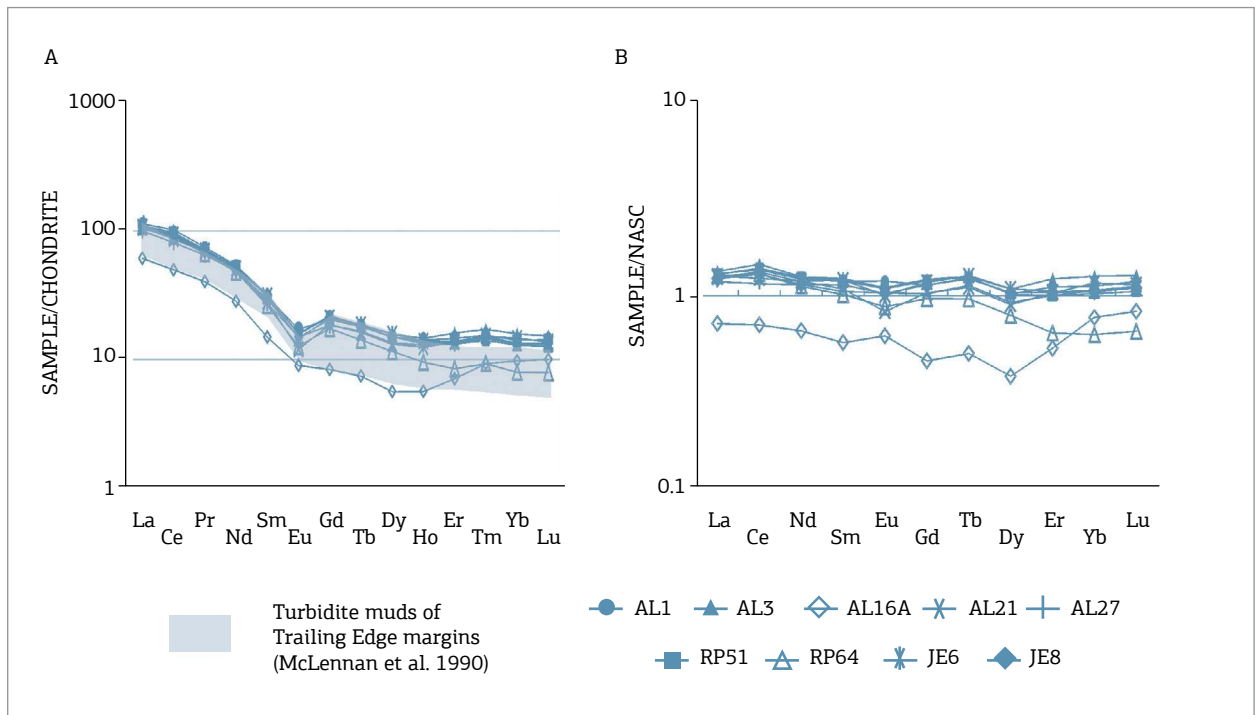 A
B
1000
100
10
1
SAMPLE/CHONDRITE
La Ce Pr Nd Sm Eu Gd Tb Dy Ho Er Tm Yb Lu
10
1
0.1
SAMPLE/NASC
La Ce Nd Sm Eu Gd Tb Dy Er Yb Lu
Turbidite muds of
Trailing Edge margins
(McLennan et al. 1990)
AL1 AL3 AL16A AL21 AL27
RP51 RP64 JE6 JE8